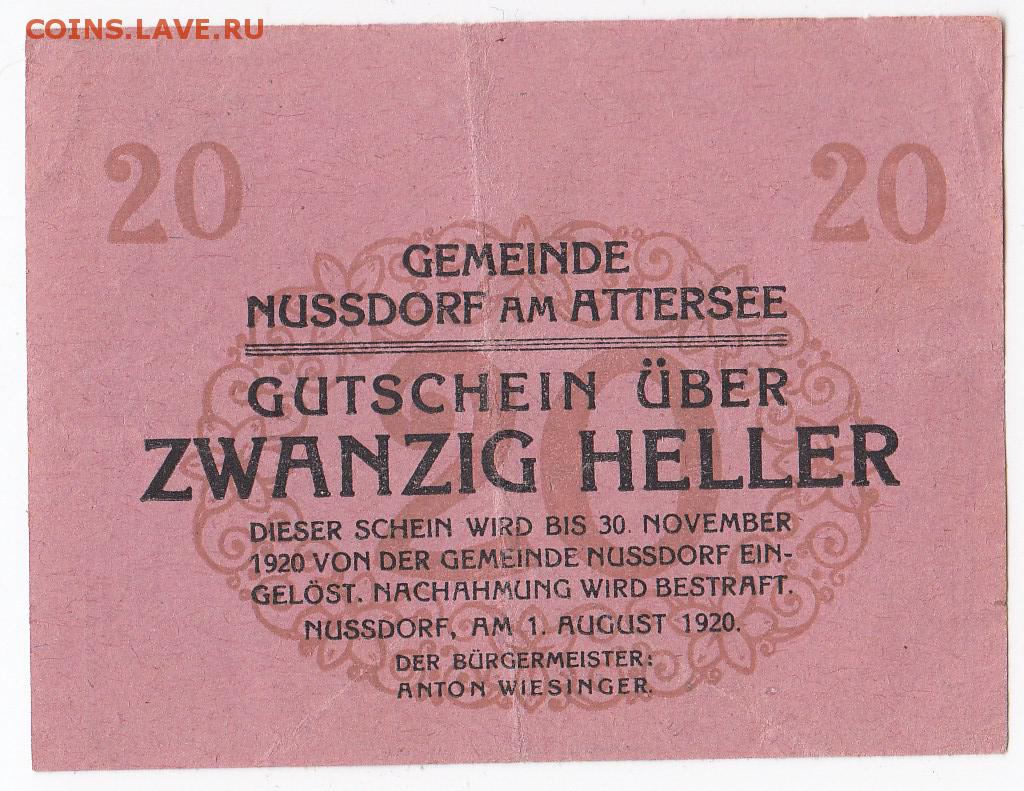 COINS.LAVE.RU
20 20
GEMEINDE
NUSSDORF AM ATTERSEE
GUTSCHEIN ÜBER
ZWANZIG HELLER
20
DIESER SCHEIN WIRD BIS 30. NOVEMBER
1920 VON DER GEMEINDE NUSSDORF EIN-
GELÖST. NACHAHMUNG WIRD BESTRAFT.
NUSSDORF, AM 1. AUGUST 1920.
DER BÜRGERMEISTER:
ANTON WIESINGER.